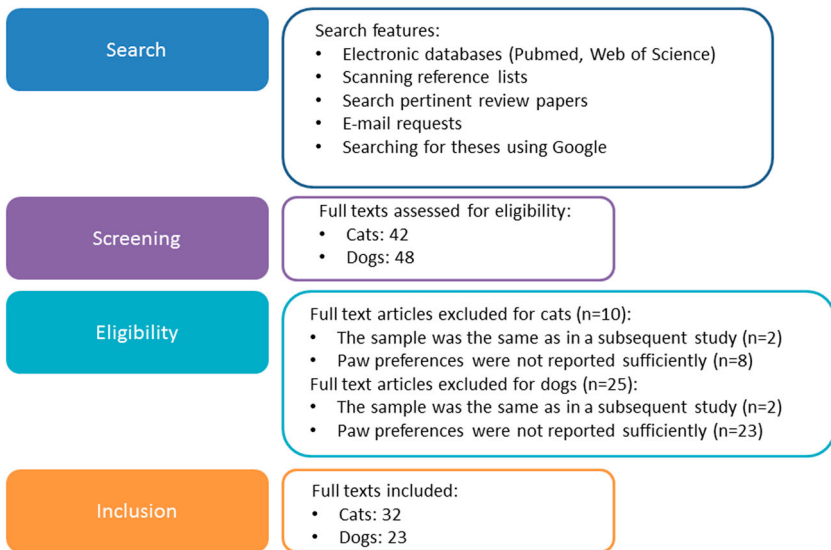 Search
Search features:
• Electronic databases (Pubmed, Web of Science)
• Scanning reference lists
• Search pertinent review papers
• E-mail requests
• Searching for theses using Google
Screening
Full texts assessed for eligibility:
• Cats: 42
• Dogs: 48
Eligibility
Full text articles excluded for cats (n=10):
• The sample was the same as in a subsequent study (n=2)
• Paw preferences were not reported sufficiently (n=8)
Full text articles excluded for dogs (n=25):
• The sample was the same as in a subsequent study (n=2)
• Paw preferences were not reported sufficiently (n=23)
Inclusion
Full texts included:
• Cats: 32
• Dogs: 23